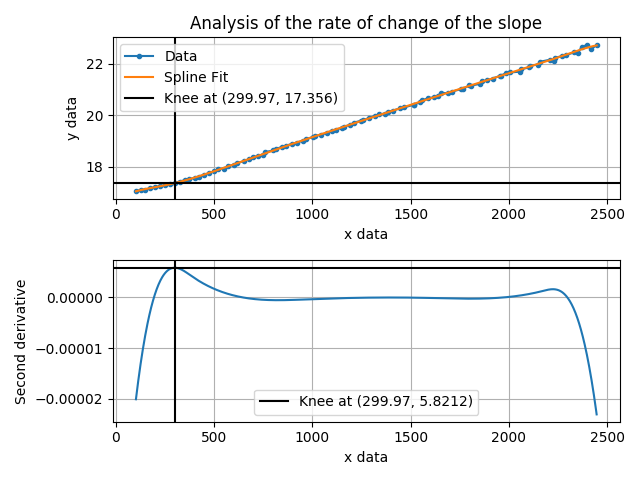 Analysis of the rate of change of the slope
Data
Spline Fit
Knee at (299.97, 17.356)
y data
22
20
18
0
500
1000
1500
2000
2500
x data
Second derivative
0.00000
−0.00001
−0.00002
Knee at (299.97, 5.8212)
0
500
1000
1500
2000
2500
x data